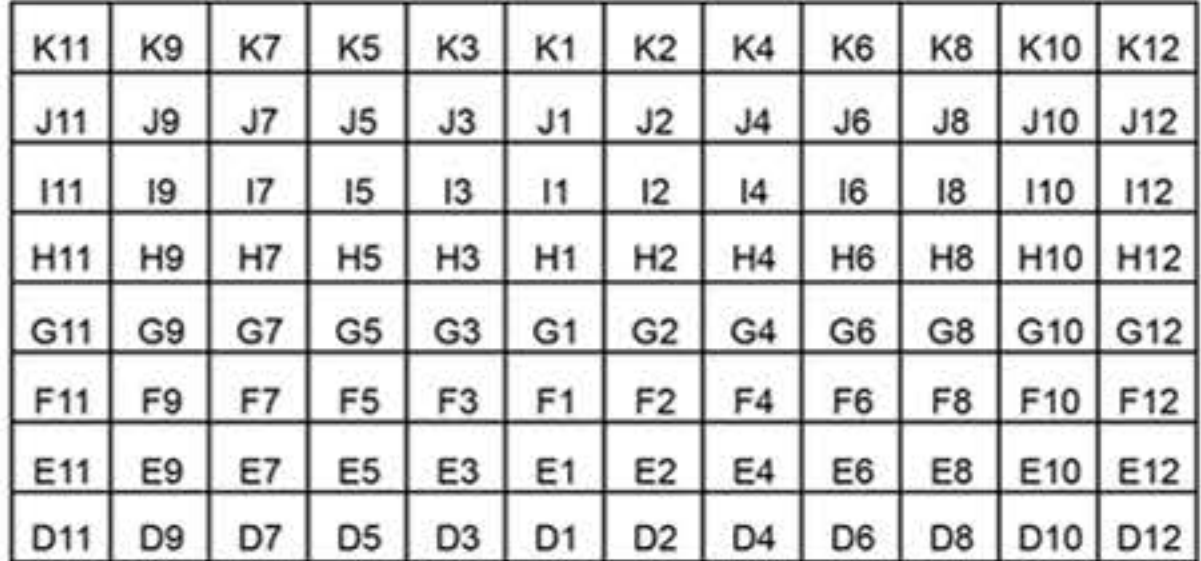 K11 K9 K7 K5 K3 K1 K2 K4 K6 K8 K10 K12
J11 J9 J7 J5 J3 J1 J2 J4 J6 J8 J10 J12
I11 I9 I7 I5 I3 I1 I2 I4 I6 I8 I10 I12
H11 H9 H7 H5 H3 H1 H2 H4 H6 H8 H10 H12
G11 G9 G7 G5 G3 G1 G2 G4 G6 G8 G10 G12
F11 F9 F7 F5 F3 F1 F2 F4 F6 F8 F10 F12
E11 E9 E7 E5 E3 E1 E2 E4 E6 E8 E10 E12
D11 D9 D7 D5 D3 D1 D2 D4 D6 D8 D10 D12